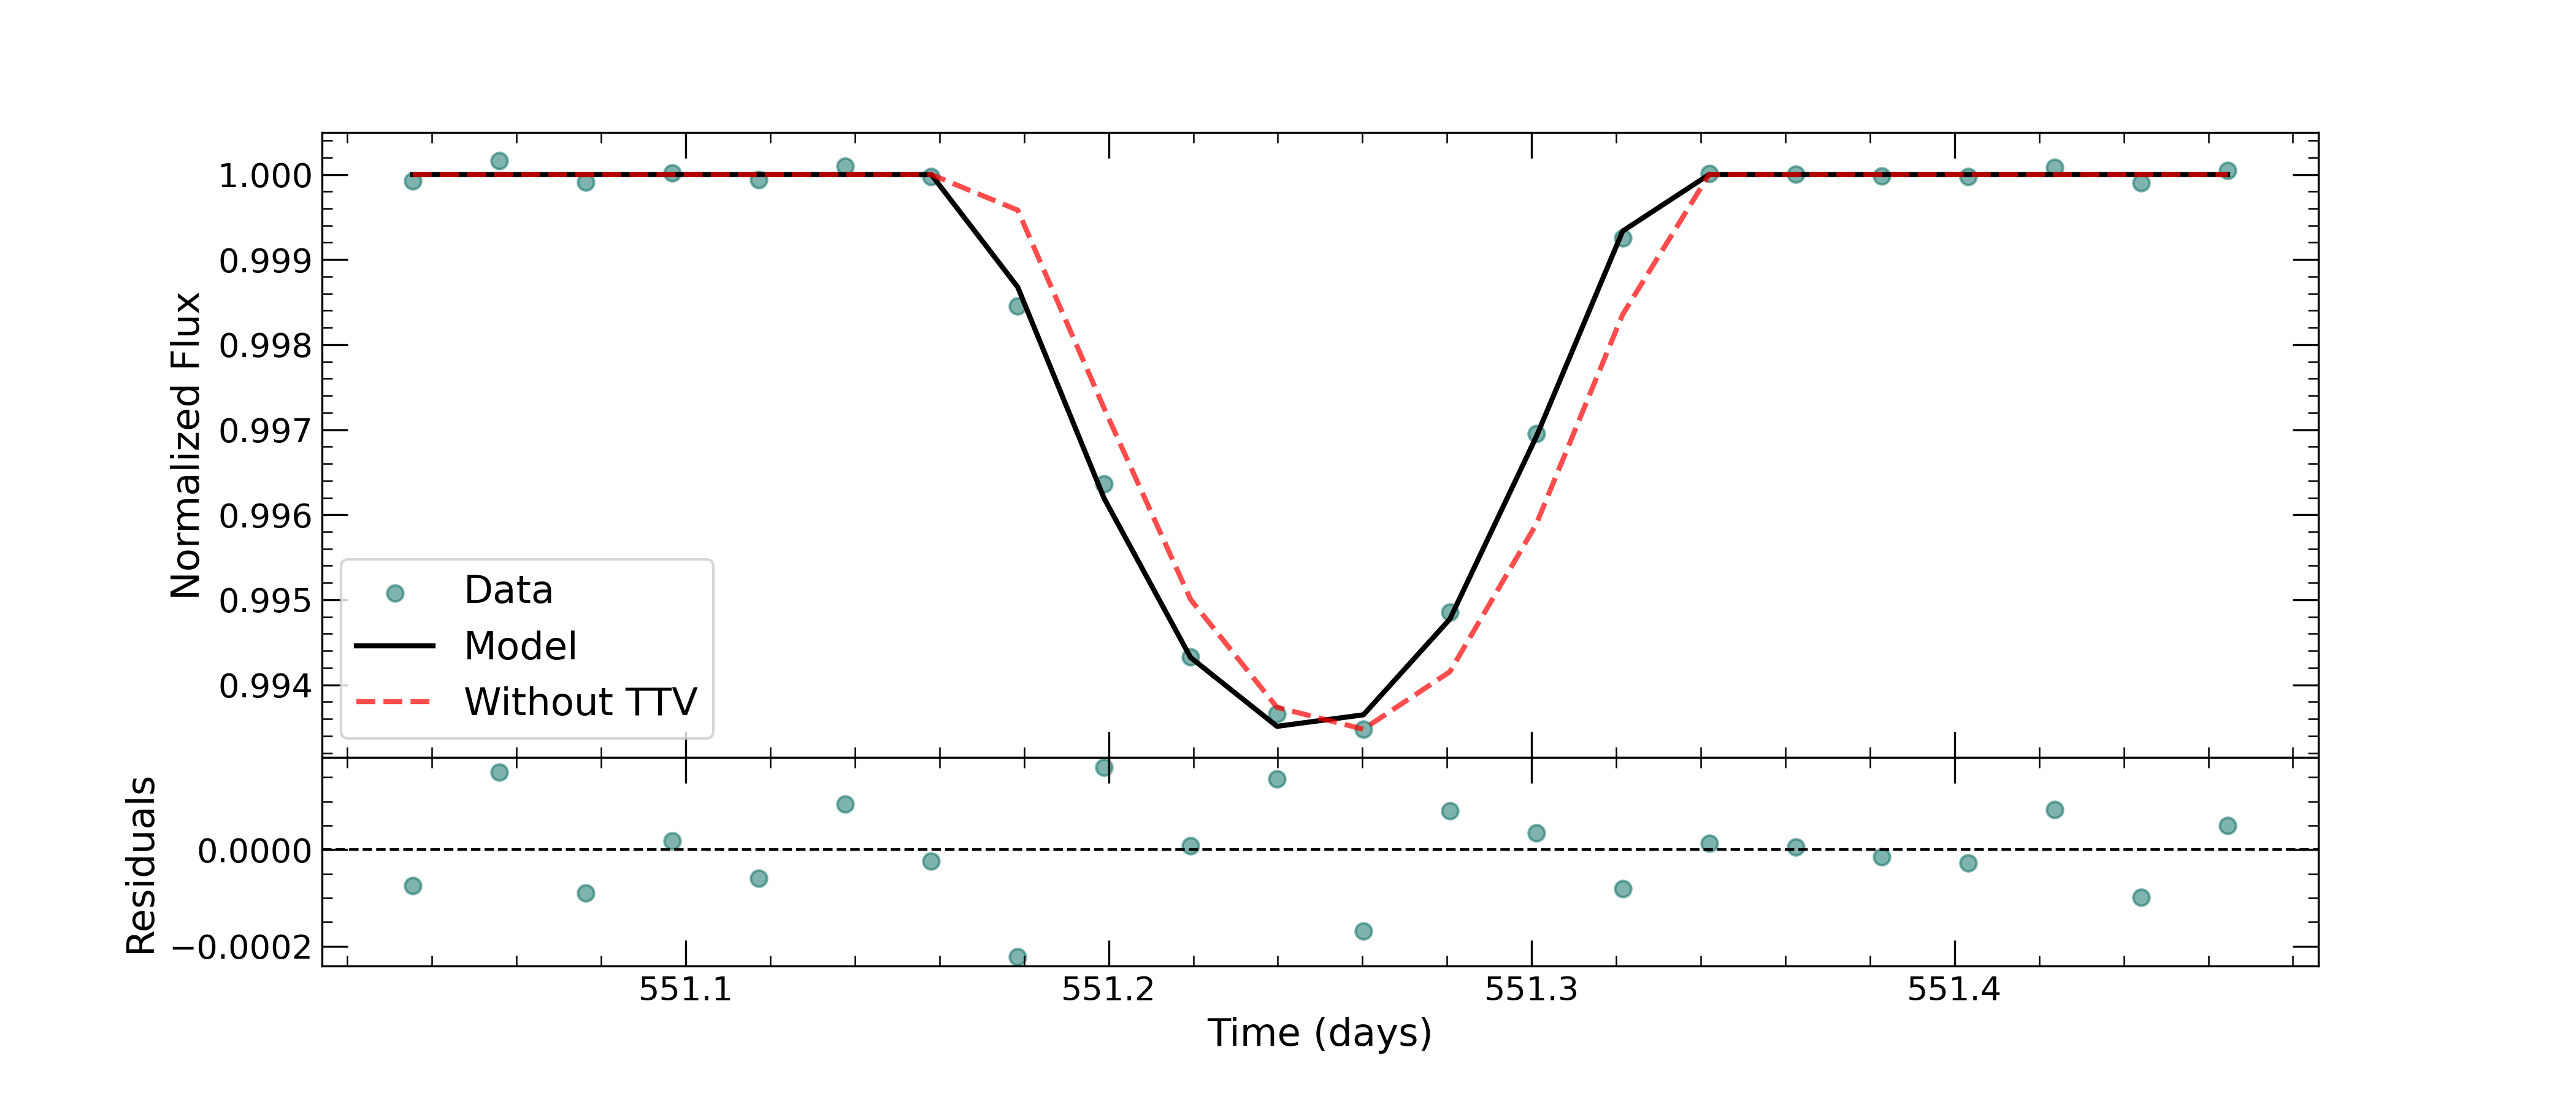 1.000
0.999
0.998
0.997
0.996
0.995
0.994
Normalized Flux
Data
Model
Without TTV
0.0000
−0.0002
Residuals
551.1
551.2
551.3
551.4
Time (days)